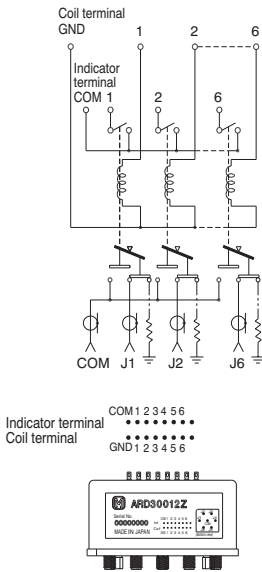 Coil terminal
GND 1 2 6
Indicator
terminal
COM 1 2 6
COM J1 J2 J6
COM 1 2 3 4 5 6
Indicator terminal
Coil terminal
GND 1 2 3 4 5 6
ARD30012Z
Serial No.
00000000
MADE IN JAPAN